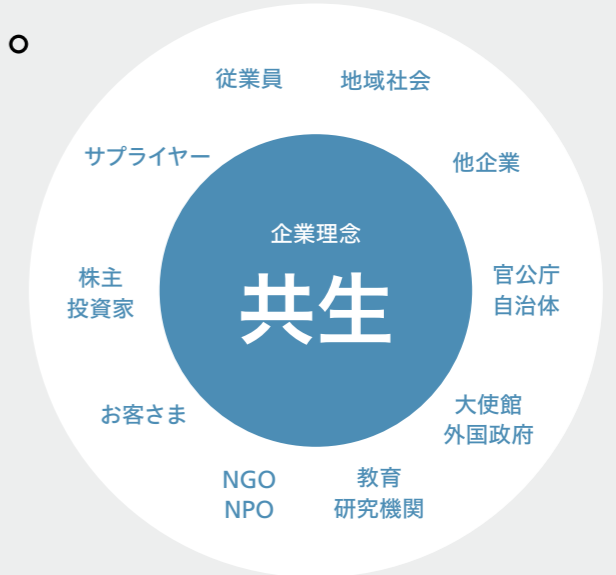 。
従業員
地域社会
サプライヤー
他企業
企業理念
共生
株主
投資家
官公庁
自治体
お客さま
大使館
外国政府
NGO
NPO
教育
研究機関